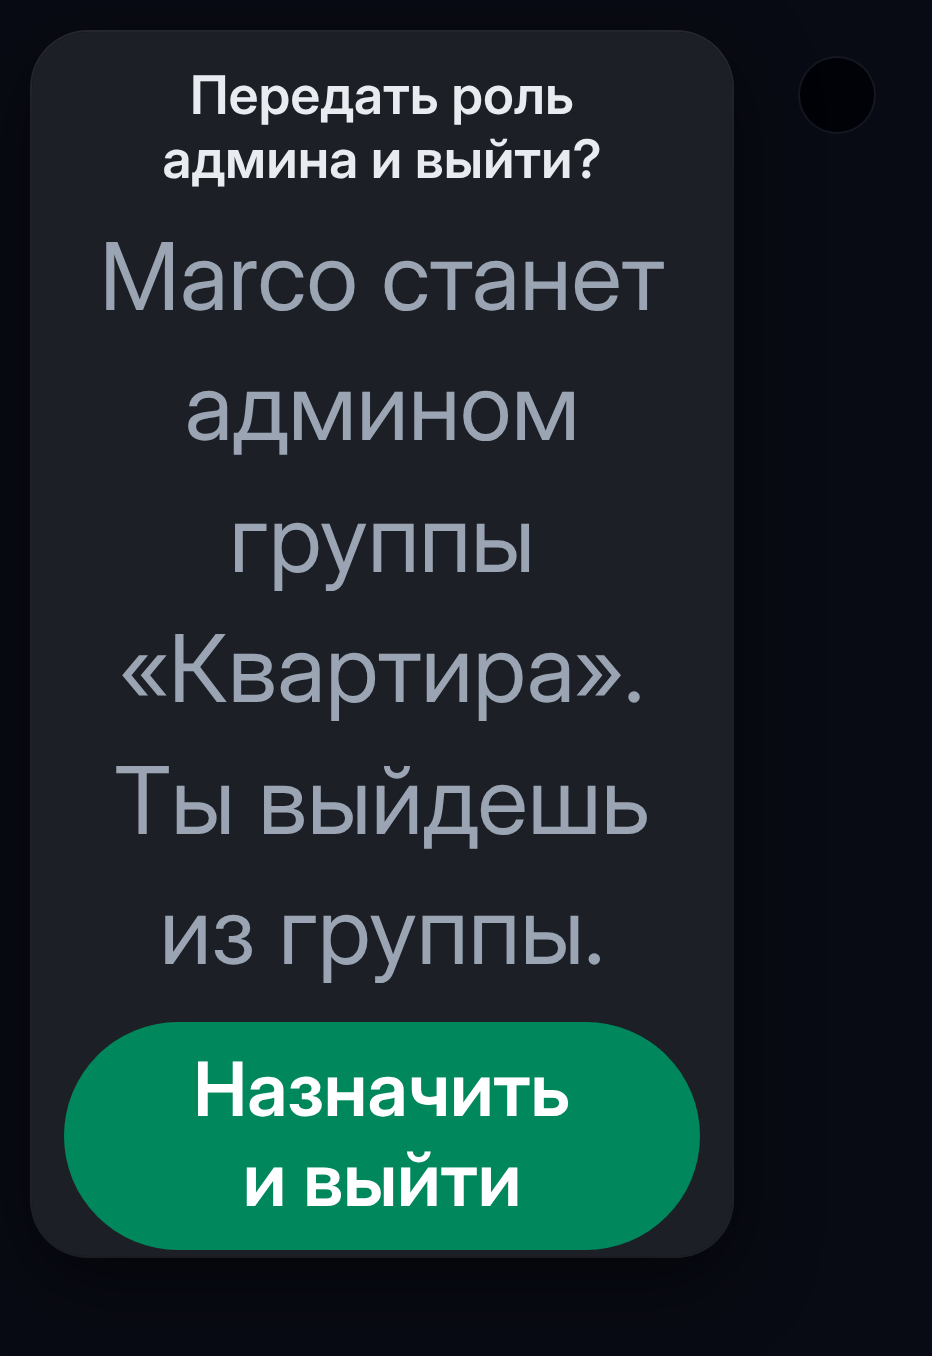 Передать роль
админа и выйти?
Marco станет
админом
группы
«Квартира».
Ты выйдешь
из группы.
Назначить
и выйти